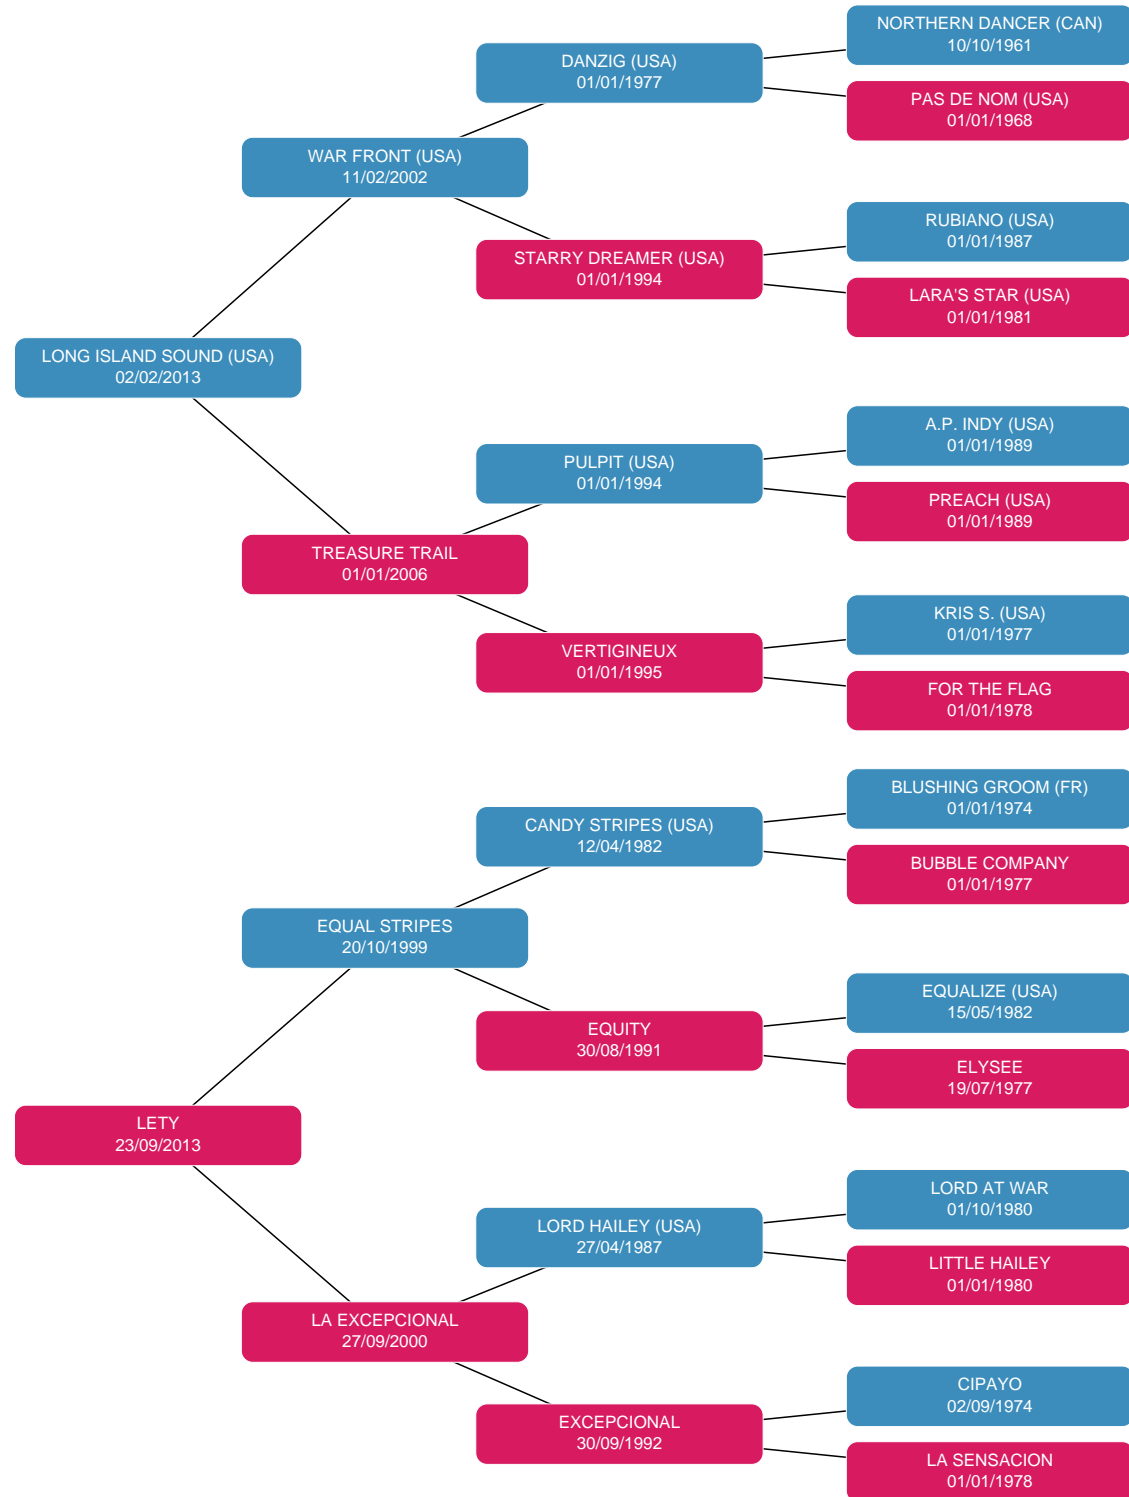 NORTHERN DANCER (CAN)
10/10/1961
DANZIG (USA)
01/01/1977
PAS DE NOM (USA)
01/01/1968
WAR FRONT (USA)
11/02/2002
RUBIANO (USA)
01/01/1987
STARRY DREAMER (USA)
01/01/1994
LARA'S STAR (USA)
01/01/1981
LONG ISLAND SOUND (USA)
02/02/2013
A.P. INDY (USA)
01/01/1989
PULPIT (USA)
01/01/1994
PREACH (USA)
01/01/1989
TREASURE TRAIL
01/01/2006
KRIS S. (USA)
01/01/1977
VERTIGINEUX
01/01/1995
FOR THE FLAG
01/01/1978
BLUSHING GROOM (FR)
01/01/1974
CANDY STRIPES (USA)
12/04/1982
BUBBLE COMPANY
01/01/1977
EQUAL STRIPES
20/10/1999
EQUALIZE (USA)
15/05/1982
EQUITY
30/08/1991
ELYSEE
19/07/1977
LETY
23/09/2013
LORD AT WAR
01/10/1980
LORD HAILEY (USA)
27/04/1987
LITTLE HAILEY
01/01/1980
LA EXCEPCIONAL
27/09/2000
CIPAYO
02/09/1974
EXCEPCIONAL
30/09/1992
LA SENSACION
01/01/1978